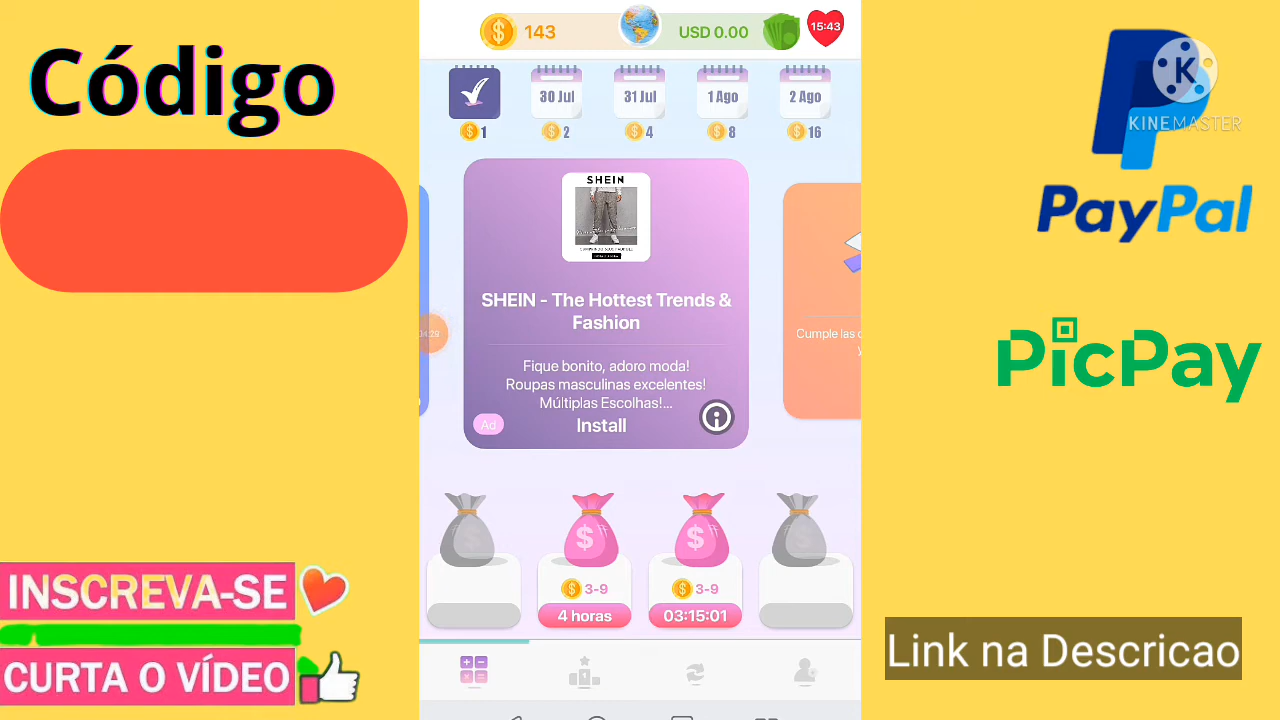 Código
INSCREVA-SE
CURTA O VÍDEO
143
USD 0.00
15:43
30 Jul
31 Jul
1 Ago
2 Ago
1
2
4
8
16
SHEIN
SHEIN - The Hottest Trends &
Fashion
Fique bonito, adoro moda!
Roupas masculinas excelentes!
Múltiplas Escolhas!...
Ad
Install
Cumple las
y
3-9
3-9
4 horas
03:15:01
K
KINEMASTER
PayPal
PicPay
Link na Descricao